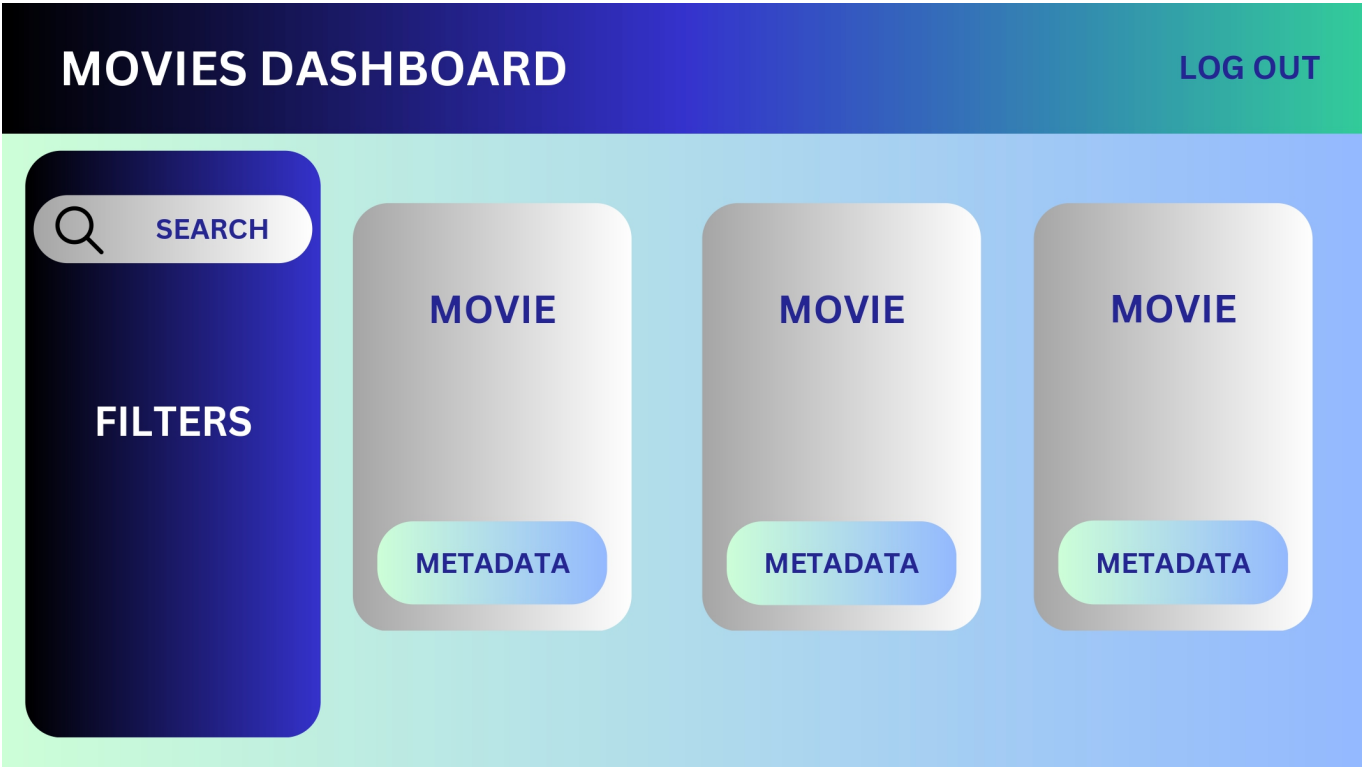 MOVIES DASHBOARD
LOG OUT
SEARCH
FILTERS
MOVIE
MOVIE
MOVIE
METADATA
METADATA
METADATA